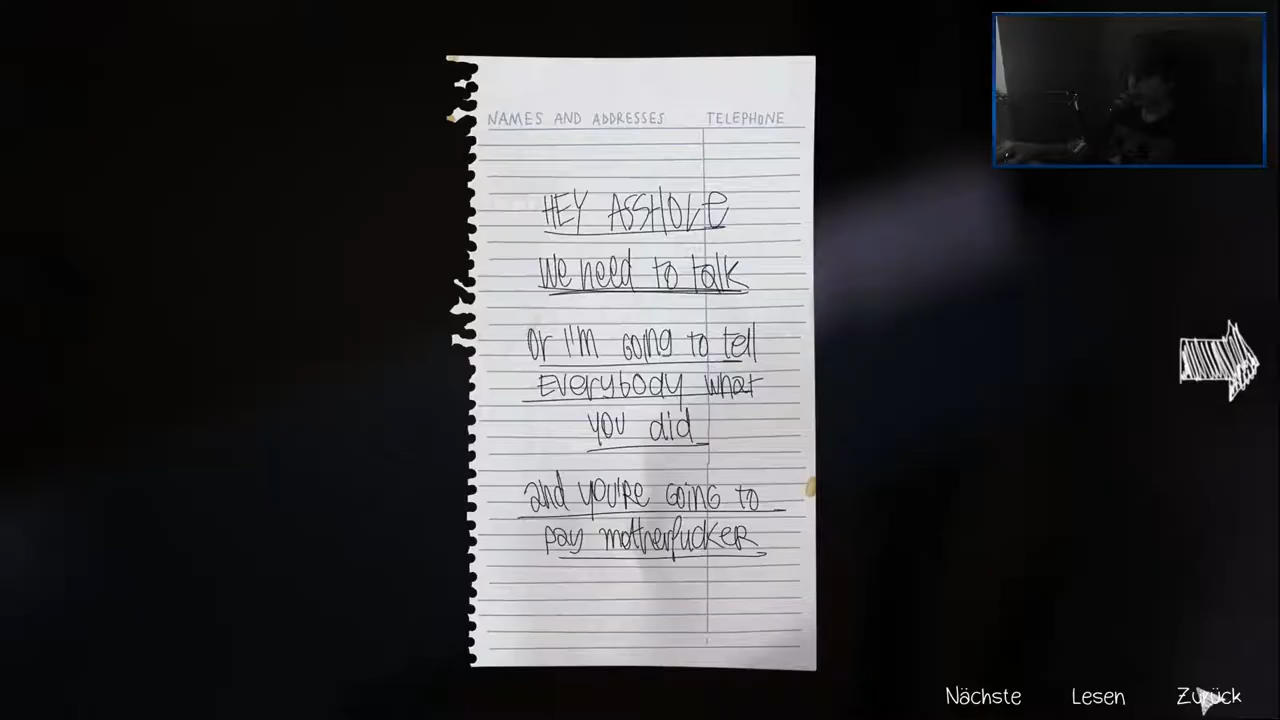 NAMES AND ADDRESSES TELEPHONE
HEY ASSHOLE
We need to talk
Or I'm going to tell
EVERYBODY what
YOU did
and YOU'RE GOING to
pay motherfucKER
Nächste Lesen Zurück